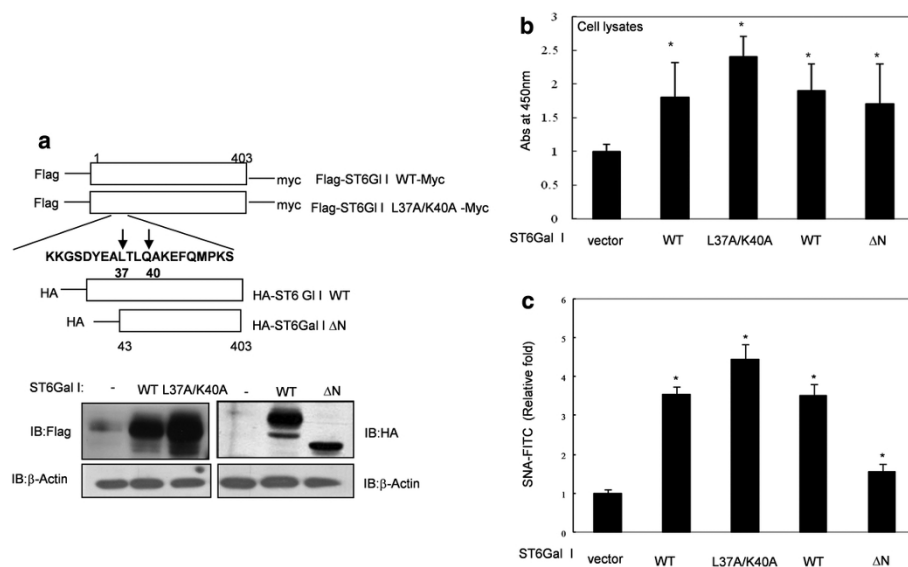 a
1 403
Flag myc Flag-ST6Gl I WT-Myc
Flag myc Flag-ST6Gl I L37A/K40A -Myc
KKGSDYEALTLQAKEFQMPKS
37 40
HA HA-ST6 Gl I WT
HA HA-ST6Gal I ΔN
43 403
ST6Gal I: - WT L37A/K40A - WT ΔN
IB:Flag IB:HA
IB:β-Actin IB:β-Actin
b
Cell lysates
Abs at 450nm
3
2.5
2
1.5
1
0.5
0
* * * *
ST6Gal I vector WT L37A/K40A WT ΔN
c
SNA-FITC (Relative fold)
6
5
4
3
2
1
0
* * * *
ST6Gal I vector WT L37A/K40A WT ΔN